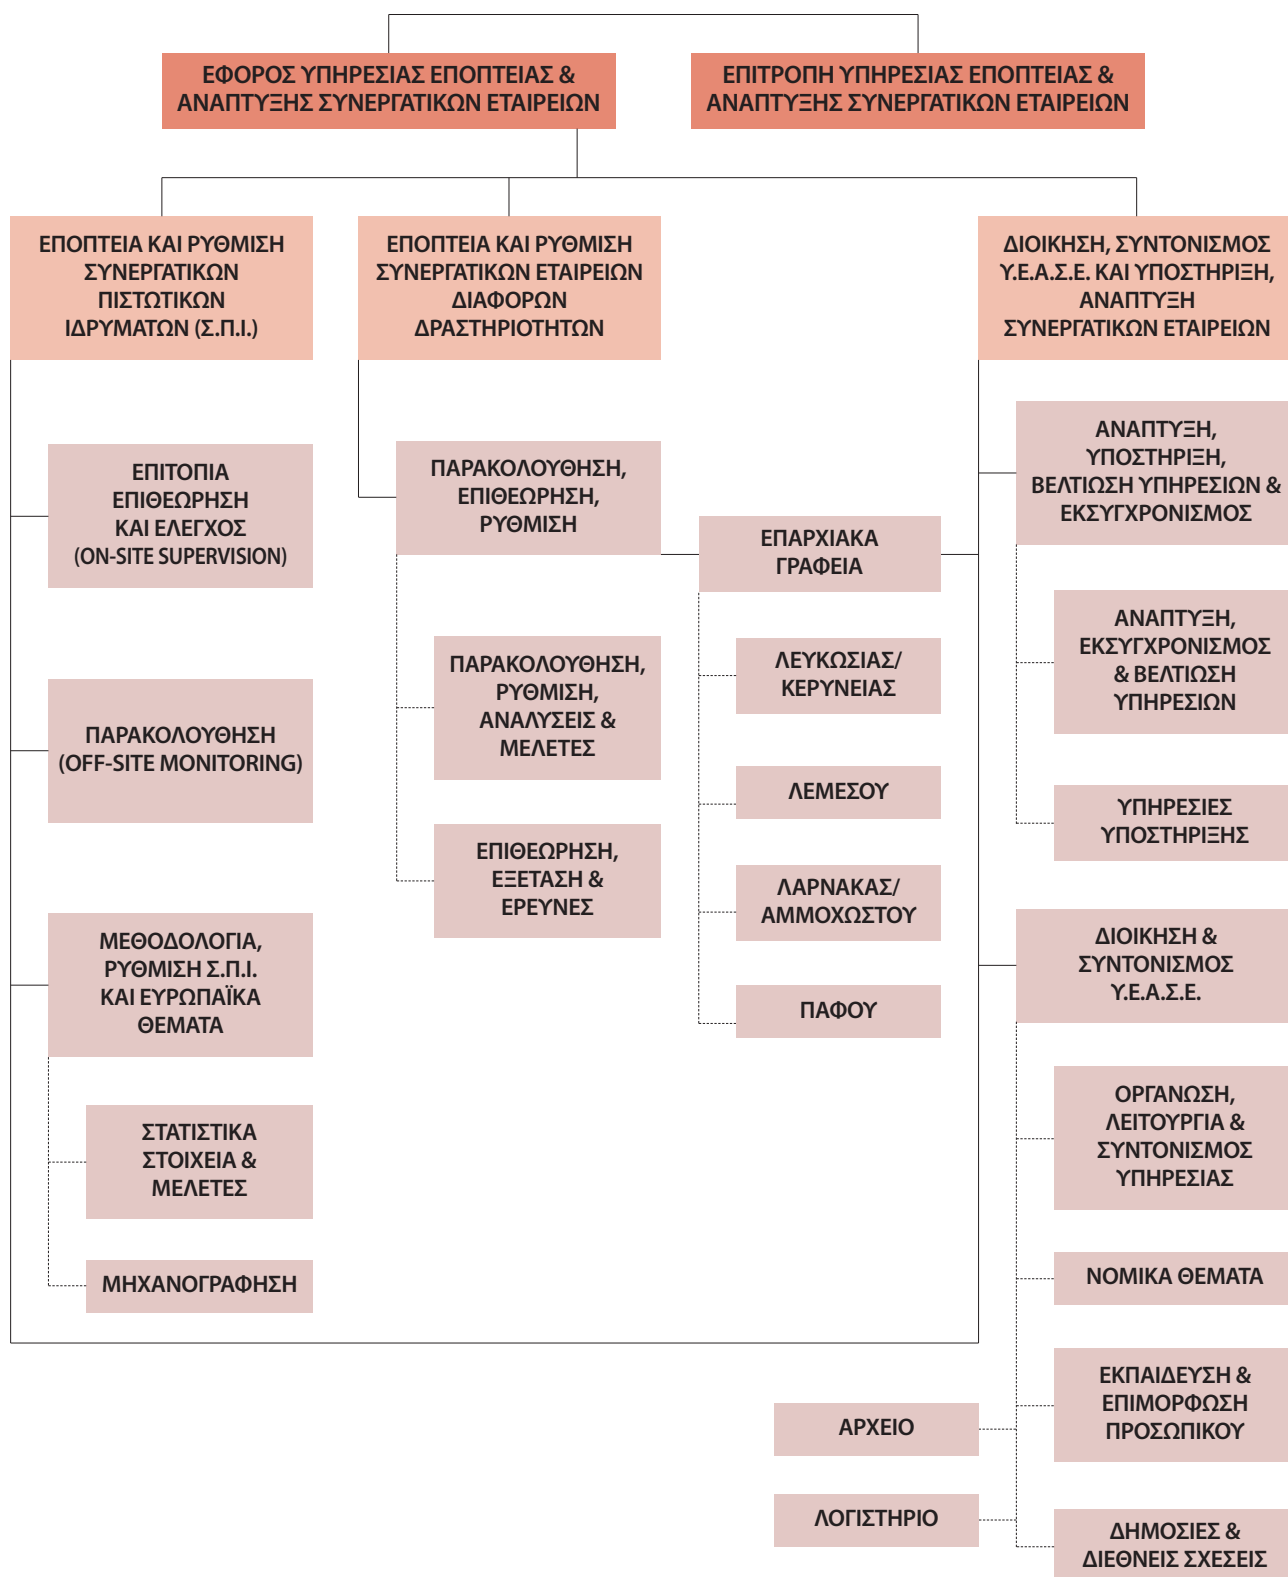 ΕΦΟΡΟΣ ΥΠΗΡΕΣΙΑΣ ΕΠΟΠΤΕΙΑΣ &
ΑΝΑΠΤΥΞΗΣ ΣΥΝΕΡΓΑΤΙΚΩΝ ΕΤΑΙΡΕΙΩΝ
ΕΠΙΤΡΟΠΗ ΥΠΗΡΕΣΙΑΣ ΕΠΟΠΤΕΙΑΣ &
ΑΝΑΠΤΥΞΗΣ ΣΥΝΕΡΓΑΤΙΚΩΝ ΕΤΑΙΡΕΙΩΝ
ΕΠΟΠΤΕΙΑ ΚΑΙ ΡΥΘΜΙΣΗ
ΣΥΝΕΡΓΑΤΙΚΩΝ
ΠΙΣΤΩΤΙΚΩΝ
ΙΔΡΥΜΑΤΩΝ (Σ.Π.Ι.)
ΕΠΙΤΟΠΙΑ
ΕΠΙΘΕΩΡΗΣΗ
ΚΑΙ ΕΛΕΓΧΟΣ
(ON-SITE SUPERVISION)
ΠΑΡΑΚΟΛΟΥΘΗΣΗ
(OFF-SITE MONITORING)
ΜΕΘΟΔΟΛΟΓΙΑ,
ΡΥΘΜΙΣΗ Σ.Π.Ι.
ΚΑΙ ΕΥΡΩΠΑΪΚΑ
ΘΕΜΑΤΑ
ΣΤΑΤΙΣΤΙΚΑ
ΣΤΟΙΧΕΙΑ &
ΜΕΛΕΤΕΣ
ΜΗΧΑΝΟΓΡΑΦΗΣΗ
ΕΠΟΠΤΕΙΑ ΚΑΙ ΡΥΘΜΙΣΗ
ΣΥΝΕΡΓΑΤΙΚΩΝ ΕΤΑΙΡΕΙΩΝ
ΔΙΑΦΟΡΩΝ
ΔΡΑΣΤΗΡΙΟΤΗΤΩΝ
ΠΑΡΑΚΟΛΟΥΘΗΣΗ,
ΕΠΙΘΕΩΡΗΣΗ,
ΡΥΘΜΙΣΗ
ΠΑΡΑΚΟΛΟΥΘΗΣΗ,
ΡΥΘΜΙΣΗ,
ΑΝΑΛΥΣΕΙΣ &
ΜΕΛΕΤΕΣ
ΕΠΙΘΕΩΡΗΣΗ,
ΕΞΕΤΑΣΗ &
ΕΡΕΥΝΕΣ
ΕΠΑΡΧΙΑΚΑ
ΓΡΑΦΕΙΑ
ΛΕΥΚΩΣΙΑΣ/
ΚΕΡΥΝΕΙΑΣ
ΛΕΜΕΣΟΥ
ΛΑΡΝΑΚΑΣ/
ΑΜΜΟΧΩΣΤΟΥ
ΠΑΦΟΥ
ΔΙΟΙΚΗΣΗ, ΣΥΝΤΟΝΙΣΜΟΣ
Υ.Ε.Α.Σ.Ε. ΚΑΙ ΥΠΟΣΤΗΡΙΞΗ,
ΑΝΑΠΤΥΞΗ
ΣΥΝΕΡΓΑΤΙΚΩΝ ΕΤΑΙΡΕΙΩΝ
ΑΝΑΠΤΥΞΗ,
ΥΠΟΣΤΗΡΙΞΗ,
ΒΕΛΤΙΩΣΗ ΥΠΗΡΕΣΙΩΝ &
ΕΚΣΥΓΧΡΟΝΙΣΜΟΣ
ΑΝΑΠΤΥΞΗ,
ΕΚΣΥΓΧΡΟΝΙΣΜΟΣ
& ΒΕΛΤΙΩΣΗ
ΥΠΗΡΕΣΙΩΝ
ΥΠΗΡΕΣΙΕΣ
ΥΠΟΣΤΗΡΙΞΗΣ
ΔΙΟΙΚΗΣΗ &
ΣΥΝΤΟΝΙΣΜΟΣ
Υ.Ε.Α.Σ.Ε.
ΟΡΓΑΝΩΣΗ,
ΛΕΙΤΟΥΡΓΙΑ &
ΣΥΝΤΟΝΙΣΜΟΣ
ΥΠΗΡΕΣΙΑΣ
ΝΟΜΙΚΑ ΘΕΜΑΤΑ
ΕΚΠΑΙΔΕΥΣΗ &
ΕΠΙΜΟΡΦΩΣΗ
ΠΡΟΣΩΠΙΚΟΥ
ΑΡΧΕΙΟ
ΛΟΓΙΣΤΗΡΙΟ
ΔΗΜΟΣΙΕΣ &
ΔΙΕΘΝΕΙΣ ΣΧΕΣΕΙΣ